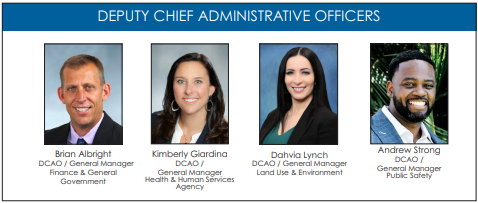 DEPUTY CHIEF ADMINISTRATIVE OFFICERS
Brian Albright
DCAO / General Manager
Finance & General
Government
Kimberly Giardina
DCAO /
General Manager
Health & Human Services
Agency
Dahvia Lynch
DCAO / General Manager
Land Use & Environment
Andrew Strong
DCAO /
General Manager
Public Safety